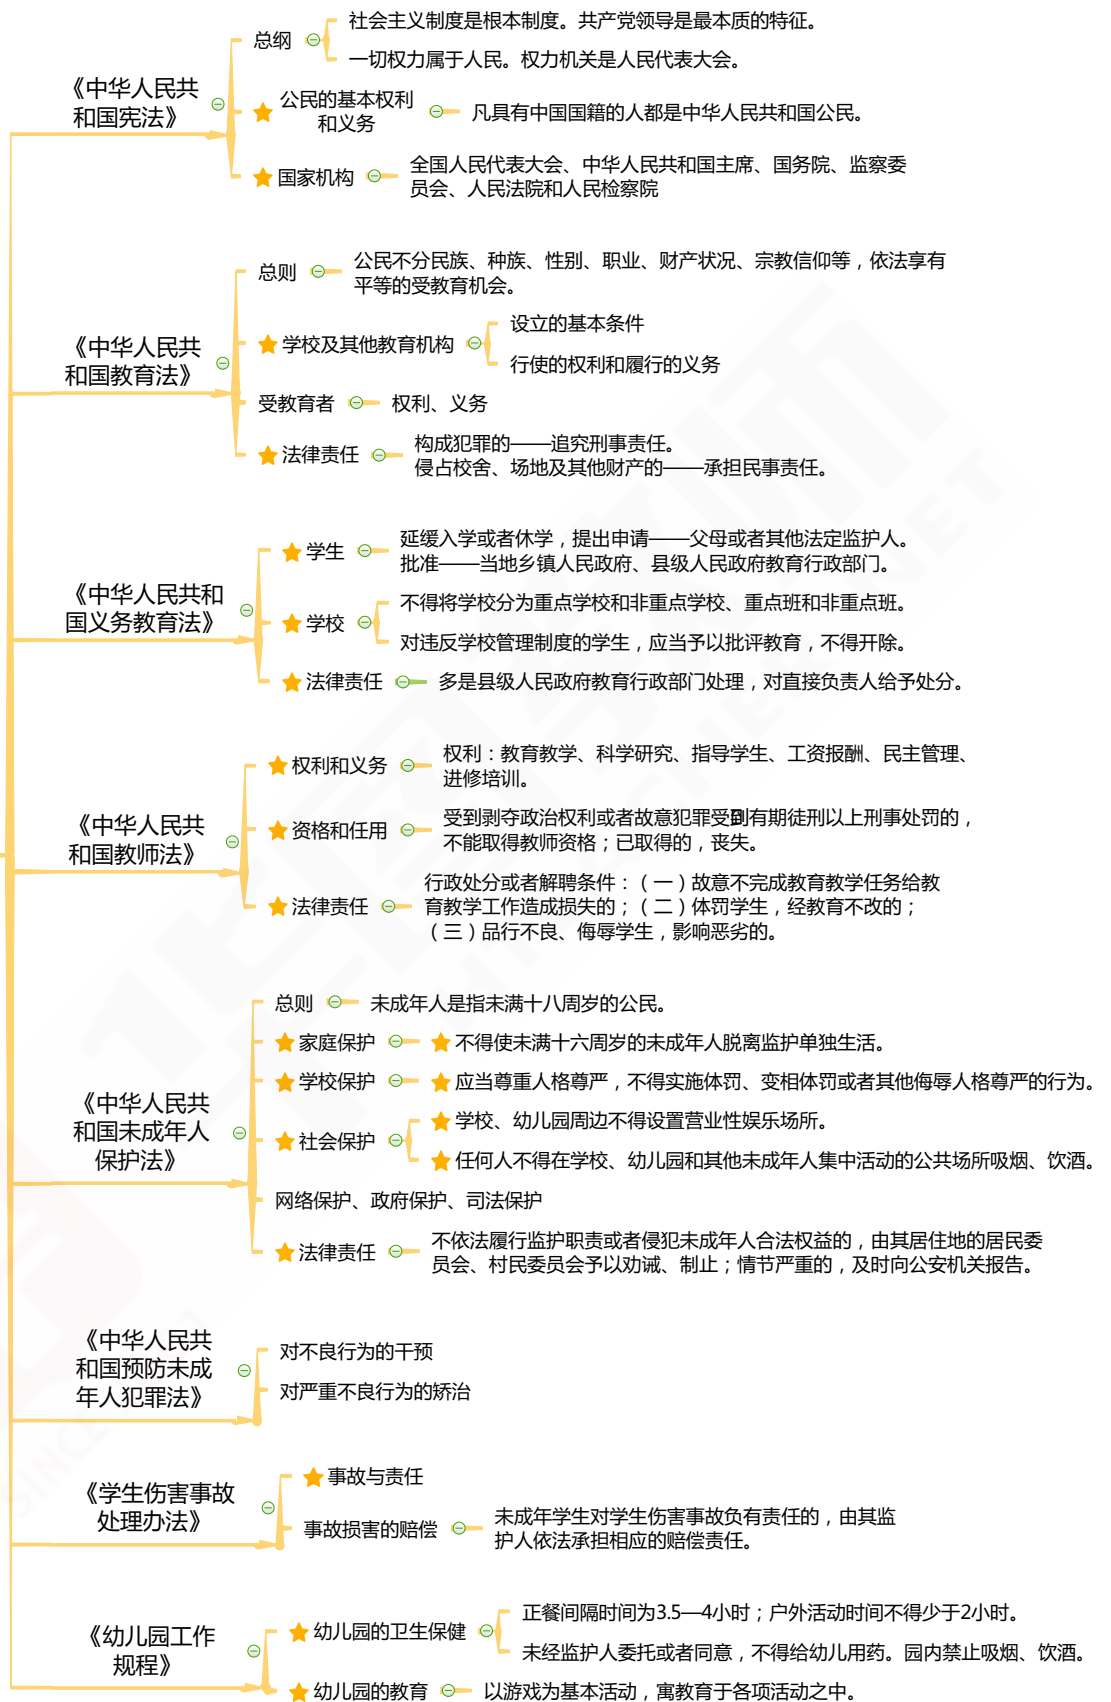 《中华人民共
和国宪法》
总纲
社会主义制度是根本制度。共产党领导是最本质的特征。
一切权力属于人民。权力机关是人民代表大会。
公民的基本权利
和义务
凡具有中国国籍的人都是中华人民共和国公民。
国家机构
全国人民代表大会、中华人民共和国主席、国务院、监察委
员会、人民法院和人民检察院
《中华人民共
和国教育法》
总则
公民不分民族、种族、性别、职业、财产状况、宗教信仰等，依法享有
平等的受教育机会。
学校及其他教育机构
设立的基本条件
行使的权利和履行的义务
受教育者
权利、义务
法律责任
构成犯罪的——追究刑事责任。
侵占校舍、场地及其他财产的——承担民事责任。
《中华人民共和
国义务教育法》
学生
延缓入学或者休学，提出申请——父母或者其他法定监护人。
批准——当地乡镇人民政府、县级人民政府教育行政部门。
学校
不得将学校分为重点学校和非重点学校、重点班和非重点班。
对违反学校管理制度的学生，应当予以批评教育，不得开除。
法律责任
多是县级人民政府教育行政部门处理，对直接负责人给予处分。
《中华人民共
和国教师法》
权利和义务
权利：教育教学、科学研究、指导学生、工资报酬、民主管理、
进修培训。
资格和任用
受到剥夺政治权利或者故意犯罪受到有期徒刑以上刑事处罚的，
不能取得教师资格；已取得的，丧失。
法律责任
行政处分或者解聘条件：（一）故意不完成教育教学任务给教
育教学工作造成损失的；（二）体罚学生，经教育不改的；
（三）品行不良、侮辱学生，影响恶劣的。
《中华人民共
和国未成年人
保护法》
总则
未成年人是指未满十八周岁的公民。
家庭保护
不得使未满十六周岁的未成年人脱离监护单独生活。
学校保护
应当尊重人格尊严，不得实施体罚、变相体罚或者其他侮辱人格尊严的行为。
社会保护
学校、幼儿园周边不得设置营业性娱乐场所。
任何人不得在学校、幼儿园和其他未成年人集中活动的公共场所吸烟、饮酒。
网络保护、政府保护、司法保护
法律责任
不依法履行监护职责或者侵犯未成年人合法权益的，由其居住地的居民委
员会、村民委员会予以劝诫、制止；情节严重的，及时向公安机关报告。
《中华人民共
和国预防未成
年人犯罪法》
对不良行为的干预
对严重不良行为的矫治
《学生伤害事故
处理办法》
事故与责任
事故损害的赔偿
未成年学生对学生伤害事故负有责任的，由其监
护人依法承担相应的赔偿责任。
《幼儿园工作
规程》
幼儿园的卫生保健
正餐间隔时间为3.5—4小时；户外活动时间不得少于2小时。
未经监护人委托或者同意，不得给幼儿用药。园内禁止吸烟、饮酒。
幼儿园的教育
以游戏为基本活动，寓教育于各项活动之中。